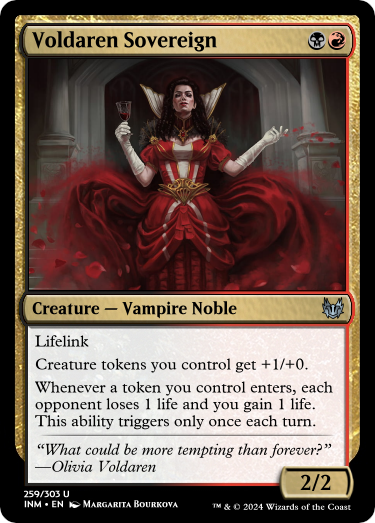 Voldaren Sovereign
Creature — Vampire Noble
Lifelink
Creature tokens you control get +1/+0.
Whenever a token you control enters, each
opponent loses 1 life and you gain 1 life.
This ability triggers only once each turn.
“What could be more tempting than forever?”
—Olivia Voldaren
2/2
259/303 U
INM • EN Margarita Bourkova
™ & © 2024 Wizards of the Coast